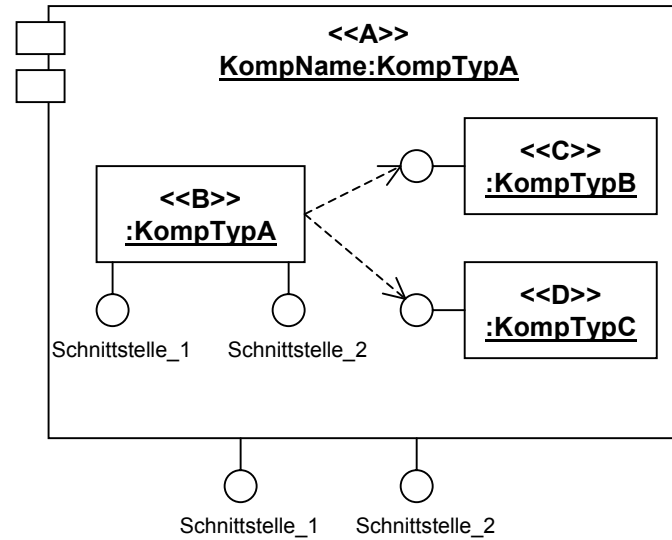 <<A>>
KompName:KompTypA
<<B>>
:KompTypA
<<C>>
:KompTypB
<<D>>
:KompTypC
Schnittstelle_1
Schnittstelle_2
Schnittstelle_1
Schnittstelle_2